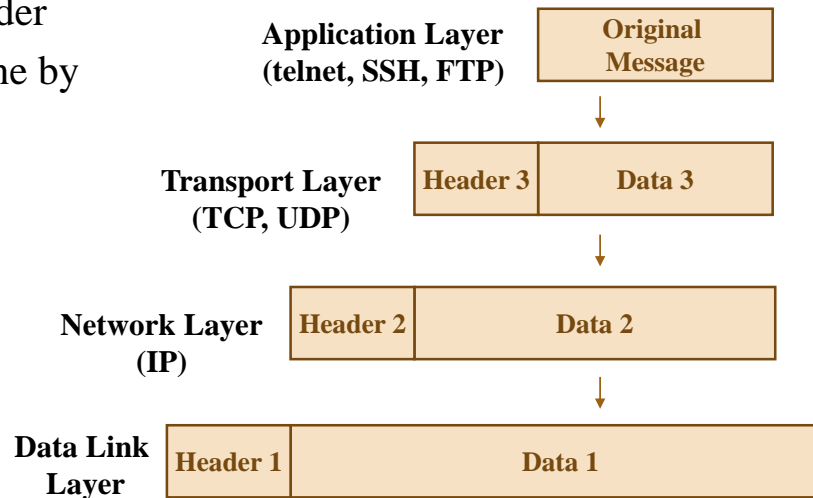 der
ne by
Application Layer
(telnet, SSH, FTP)
Original
Message
Transport Layer
(TCP, UDP)
Header 3
Data 3
Network Layer
(IP)
Header 2
Data 2
Data Link
Layer
Header 1
Data 1